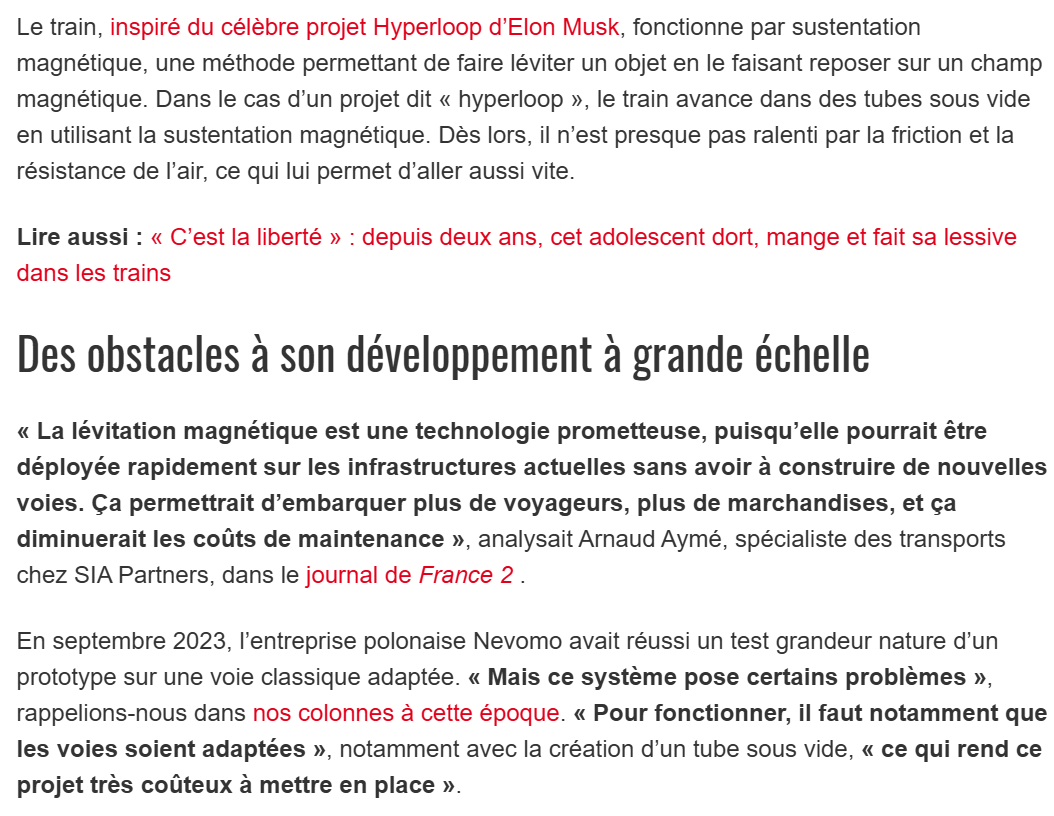 Le train, inspiré du célèbre projet Hyperloop d’Elon Musk, fonctionne par sustentation
magnétique, une méthode permettant de faire léviter un objet en le faisant reposer sur un champ
magnétique. Dans le cas d’un projet dit « hyperloop », le train avance dans des tubes sous vide
en utilisant la sustentation magnétique. Dès lors, il n’est presque pas ralenti par la friction et la
résistance de l’air, ce qui lui permet d’aller aussi vite.
Lire aussi : « C’est la liberté » : depuis deux ans, cet adolescent dort, mange et fait sa lessive
dans les trains
Des obstacles à son développement à grande échelle
« La lévitation magnétique est une technologie prometteuse, puisqu’elle pourrait être
déployée rapidement sur les infrastructures actuelles sans avoir à construire de nouvelles
voies. Ça permettrait d’embarquer plus de voyageurs, plus de marchandises, et ça
diminuerait les coûts de maintenance », analysait Arnaud Aymé, spécialiste des transports
chez SIA Partners, dans le journal de France 2 .
En septembre 2023, l’entreprise polonaise Nevomo avait réussi un test grandeur nature d’un
prototype sur une voie classique adaptée. « Mais ce système pose certains problèmes »,
rappelions-nous dans nos colonnes à cette époque. « Pour fonctionner, il faut notamment que
les voies soient adaptées », notamment avec la création d’un tube sous vide, « ce qui rend ce
projet très coûteux à mettre en place ».